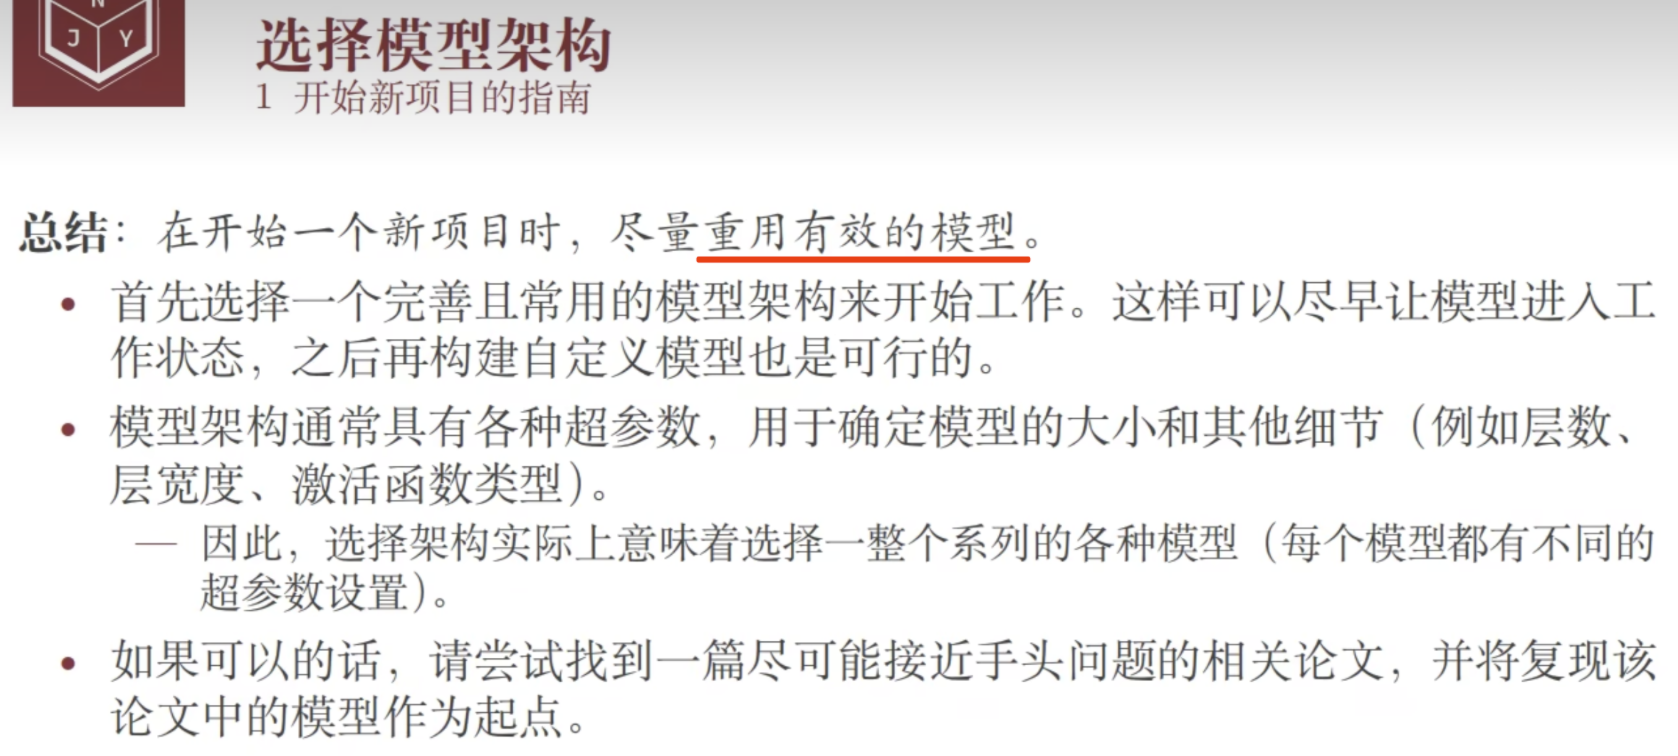 N
J Y
选择模型架构
1 开始新项目的指南
总结：在开始一个新项目时，尽量重用有效的模型。
• 首先选择一个完善且常用的模型架构来开始工作。这样可以尽早让模型进入工
作状态，之后再构建自定义模型也是可行的。
• 模型架构通常具有各种超参数，用于确定模型的大小和其他细节（例如层数、
层宽度、激活函数类型）。
— 因此，选择架构实际上意味着选择一整个系列的各种模型（每个模型都有不同的
超参数设置）。
• 如果可以的话，请尝试找到一篇尽可能接近手头问题的相关论文，并将复现该
论文中的模型作为起点。